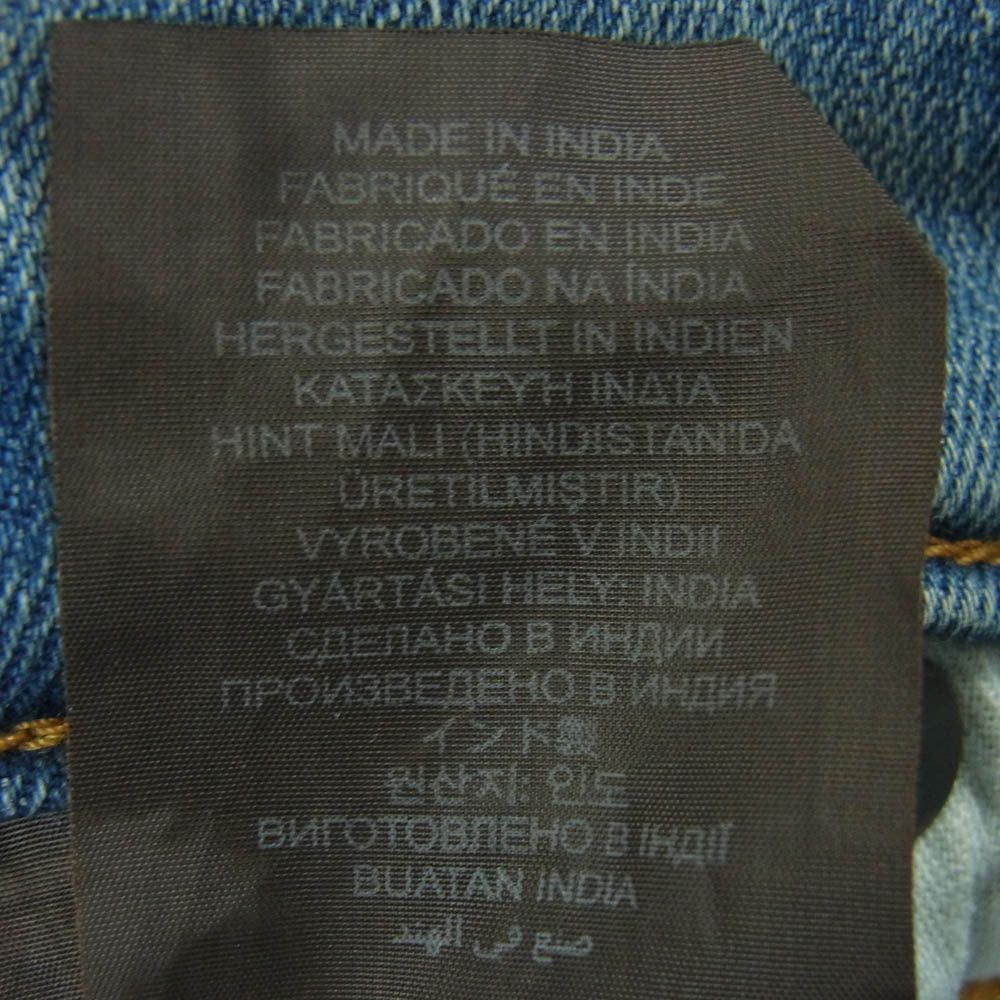 MADE IN INDIA
FABRIQUÉ EN INDE
FABRICADO EN INDIA
FABRICADO NA ÍNDIA
HERGESTELLT IN INDIEN
ΚΑΤΑΣΚΕΥΉ ΙΝΔΊΑ
HINT MALI (HINDISTAN'DA
ÜRETILMIŞTIR)
VYROBENÉ V INDII
GYÁRTÁSI HELY: INDIA
СДЕЛАНО В ИНДИИ
ПРОИЗВЕДЕНО В ИНДИЯ
インド製
원산지: 인도
ВИГОТОВЛЕНО В ІНДІЇ
BUATAN INDIA
صنع في الهند